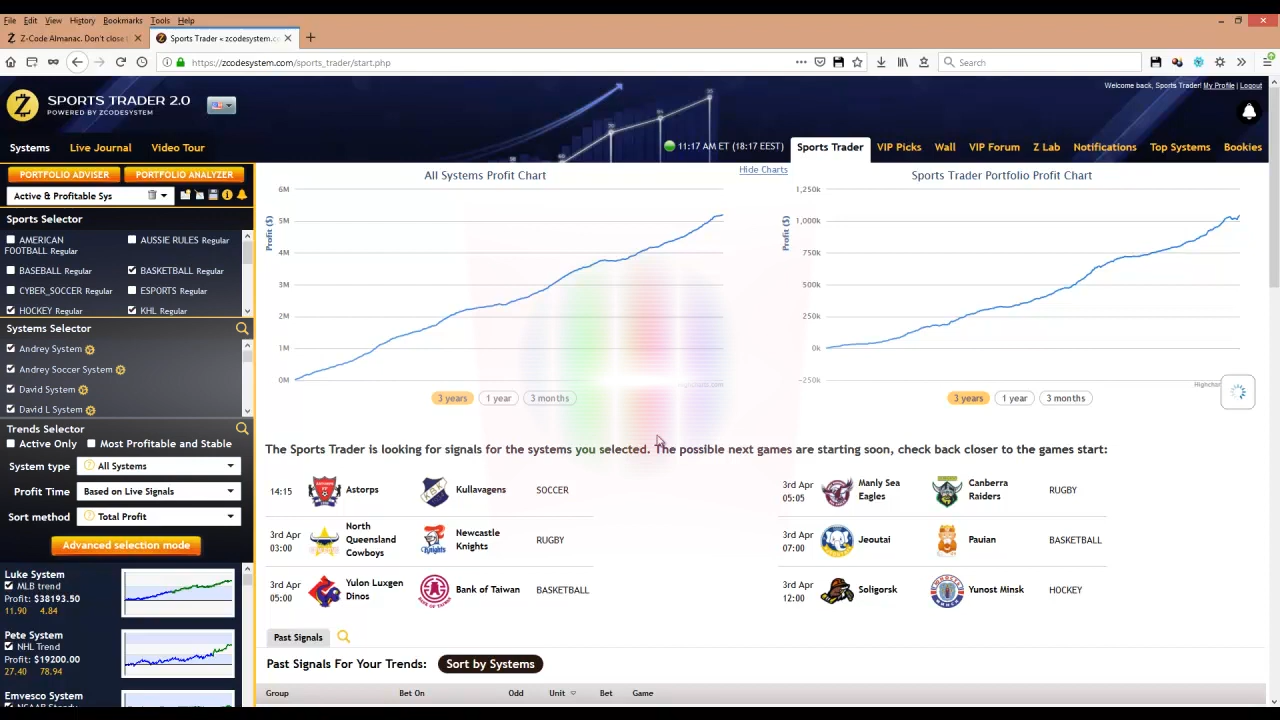 File Edit View History Bookmarks Tools Help
Z-Code Almanac. Don't close t
Sports Trader « zcodesystem.c
https://zcodesystem.com/sports_trader/start.php
Search
SPORTS TRADER 2.0
POWERED BY ZCODESYSTEM
Welcome back, Sports Trader! My Profile | Logout
Systems Live Journal Video Tour
11:17 AM ET (18:17 EEST)
Sports Trader VIP Picks Wall VIP Forum Z Lab Notifications Top Systems Bookies
PORTFOLIO ADVISER PORTFOLIO ANALYZER
Active & Profitable Sys
Sports Selector
AMERICAN FOOTBALL Regular
AUSSIE RULES Regular
BASEBALL Regular
BASKETBALL Regular
CYBER_SOCCER Regular
ESPORTS Regular
HOCKEY Regular
KHL Regular
Systems Selector
Andrey System
Andrey Soccer System
David System
David L System
Trends Selector
Active Only Most Profitable and Stable
System type All Systems
Profit Time Based on Live Signals
Sort method Total Profit
Advanced selection mode
Luke System
MLB trend
Profit: $38193.50
11.90 4.84
Pete System
NHL Trend
Profit: $19200.00
27.40 78.94
Emvesco System
Hide Charts
All Systems Profit Chart
Profit ($)
6M
5M
4M
3M
2M
1M
0M
3 years 1 year 3 months
Sports Trader Portfolio Profit Chart
Profit ($)
1,250k
1,000k
750k
500k
250k
0k
-250k
3 years 1 year 3 months
The Sports Trader is looking for signals for the systems you selected. The possible next games are starting soon, check back closer to the games start:
14:15 Astorps Kullavagens SOCCER
3rd Apr 05:05 Manly Sea Eagles Canberra Raiders RUGBY
3rd Apr 03:00 North Queensland Cowboys Newcastle Knights RUGBY
3rd Apr 07:00 Jeoutai Pauian BASKETBALL
3rd Apr 05:00 Yulon Luxgen Dinos Bank of Taiwan BASKETBALL
3rd Apr 12:00 Soligorsk Yunost Minsk HOCKEY
Past Signals
Past Signals For Your Trends: Sort by Systems
Group Bet On Odd Unit Bet Game